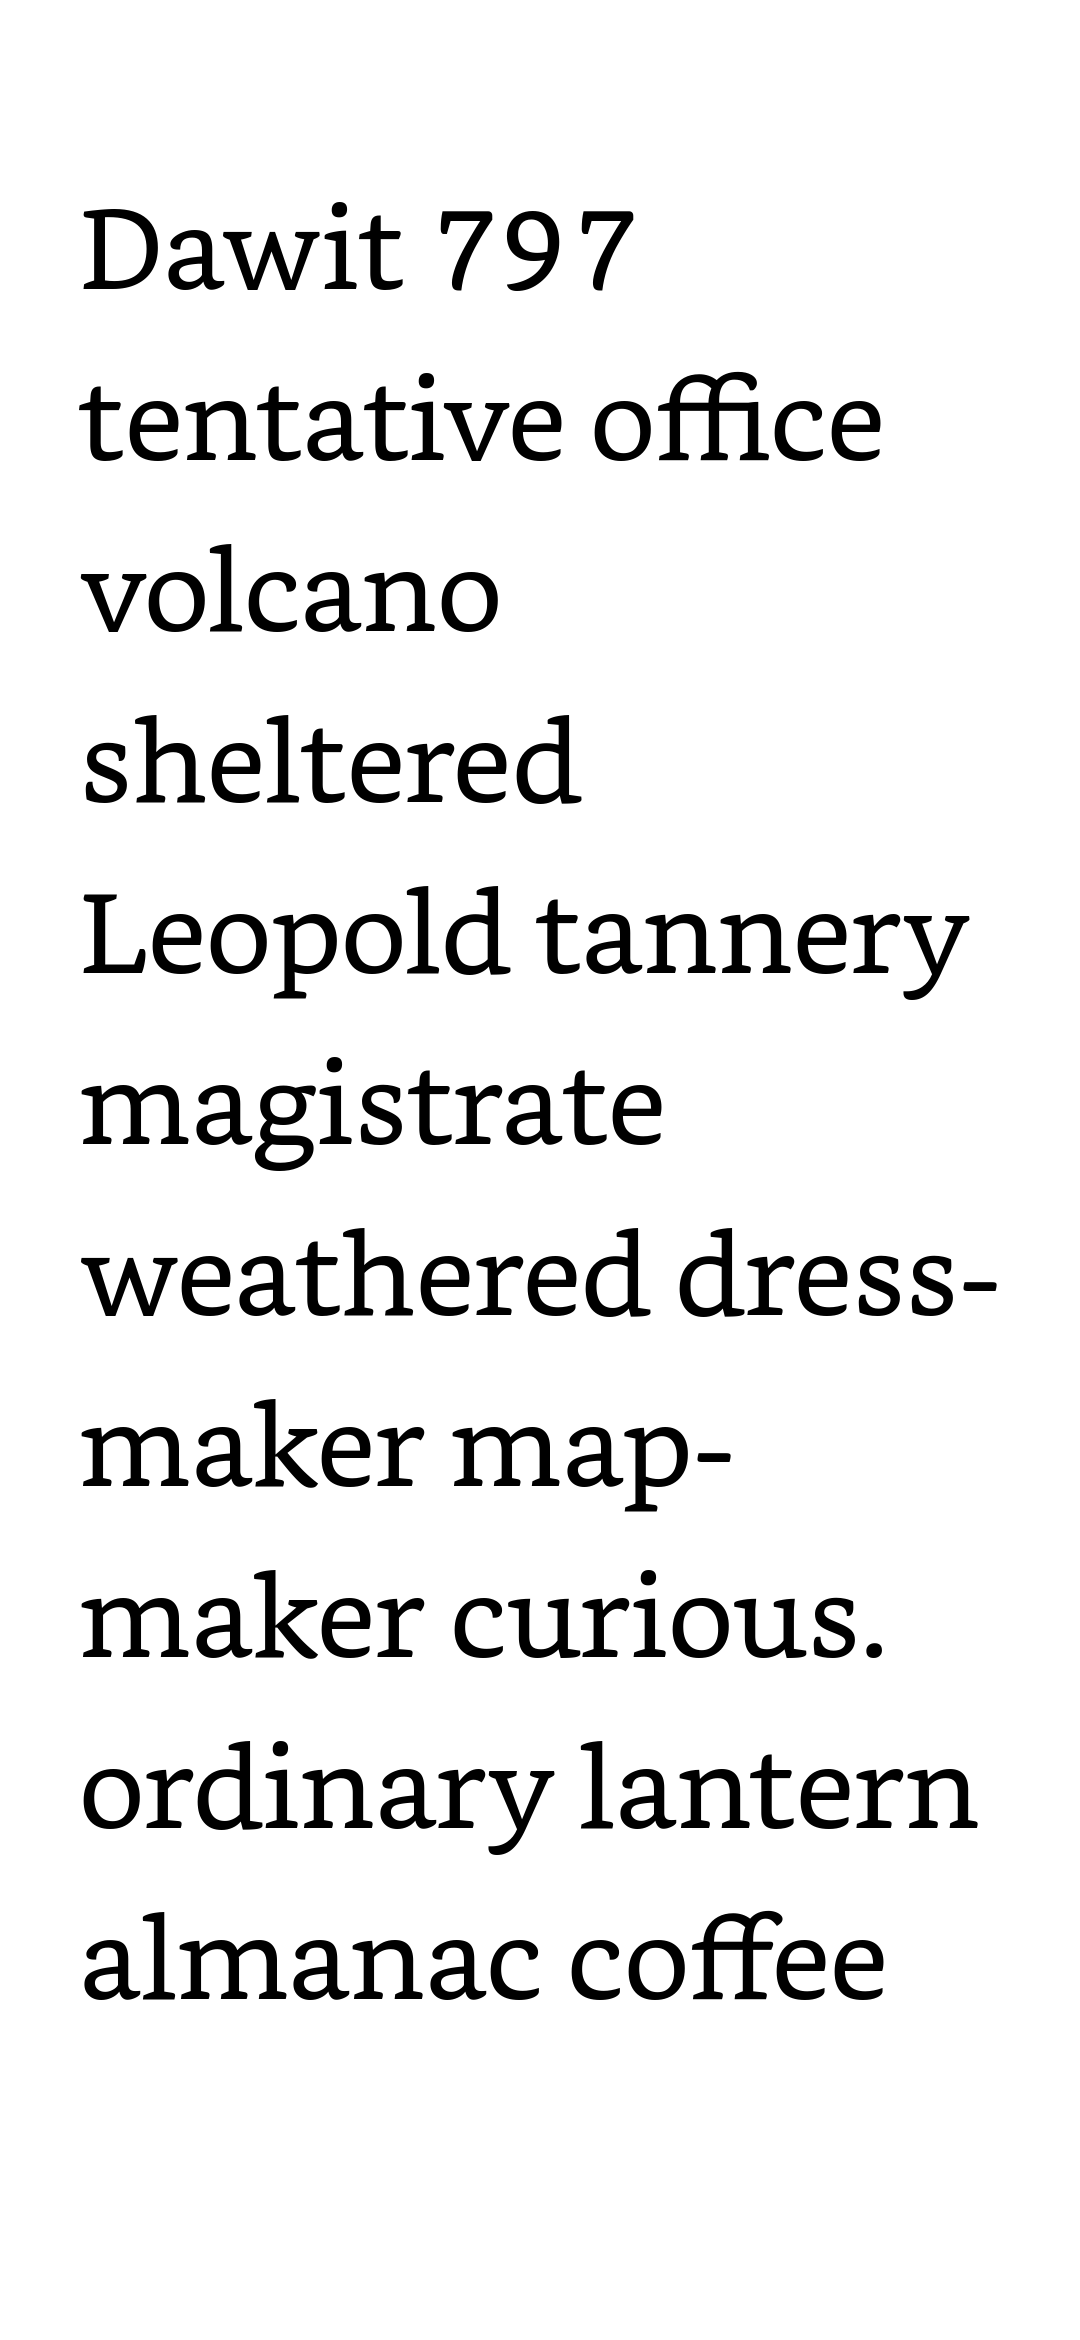 Dawit 797
tentative office
volcano
sheltered
Leopold tannery
magistrate
weathered dress-
maker map-
maker curious.
ordinary lantern
almanac coffee